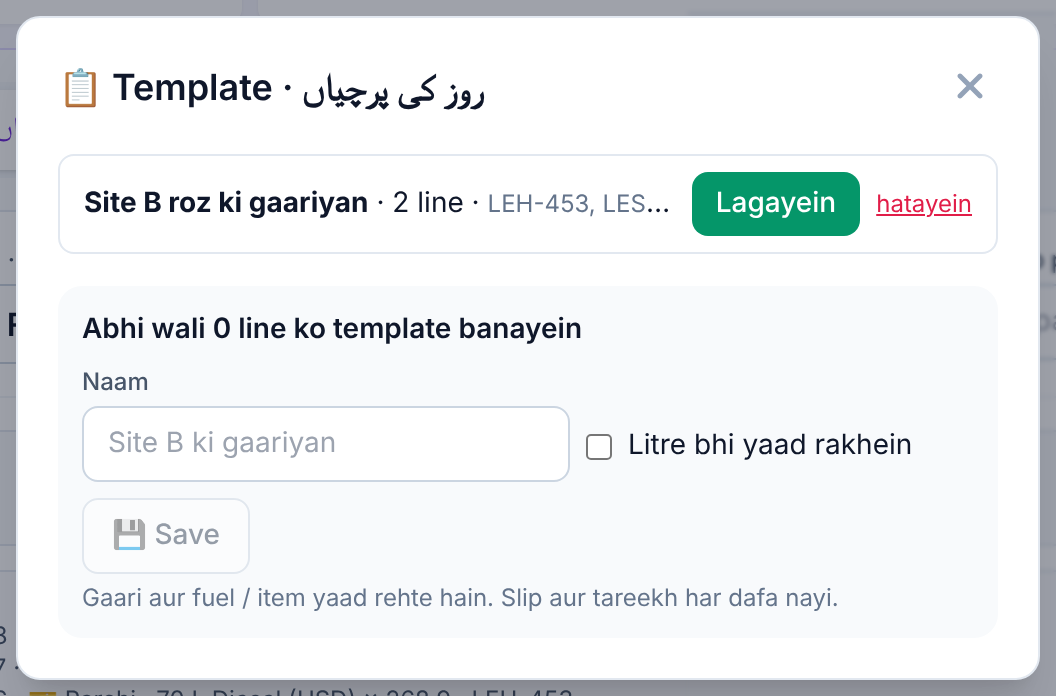 📋 Template · روز کی پرچیاں
Site B roz ki gaariyan · 2 line · LEH-453, LES...
Lagayein
hatayein
Abhi wali 0 line ko template banayein
Naam
Site B ki gaariyan
Litre bhi yaad rakhein
💾 Save
Gaari aur fuel / item yaad rehte hain. Slip aur tareekh har dafa nayi.